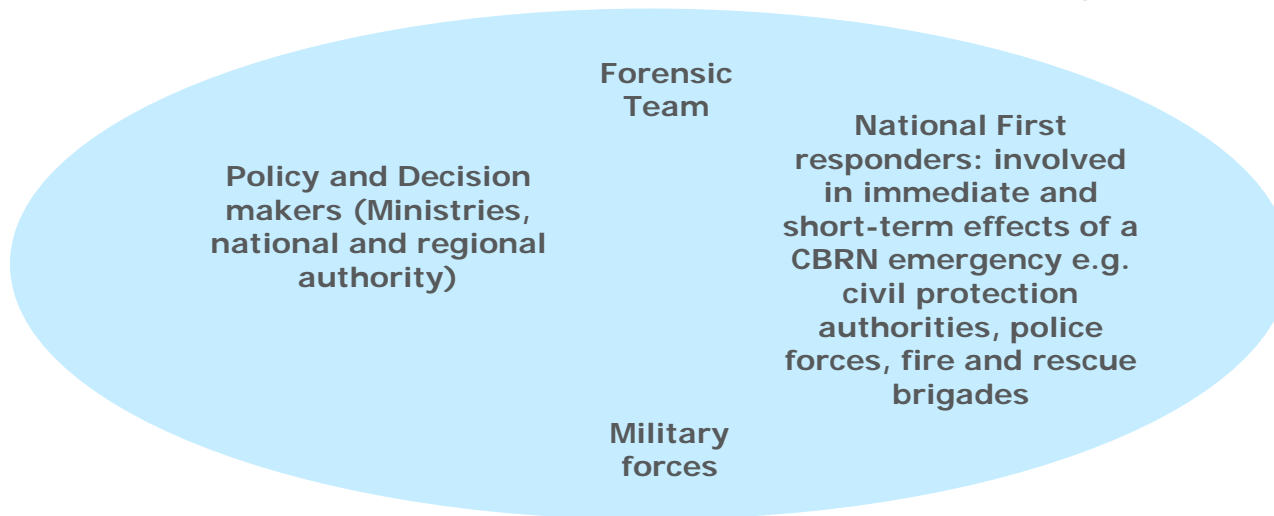 Forensic
Team
Policy and Decision
makers (Ministries,
national and regional
authority)
National First
responders: involved
in immediate and
short-term effects of a
CBRN emergency e.g.
civil protection
authorities, police
forces, fire and rescue
brigades
Military
forces